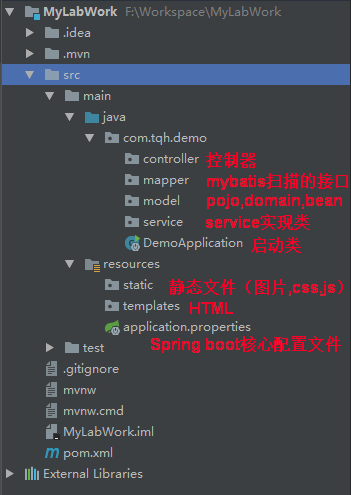 MyLabWork F:\Workspace\MyLabWork
.idea
.mvn
src
main
java
com.tqh.demo
controller 控制器
mapper mybatis扫描的接口
model pojo,domain,bean
service service实现类
DemoApplication 启动类
resources
static 静态文件（图片,css,js）
templates HTML
application.properties
Spring boot核心配置文件
test
.gitignore
mvnw
mvnw.cmd
MyLabWork.iml
pom.xml
External Libraries